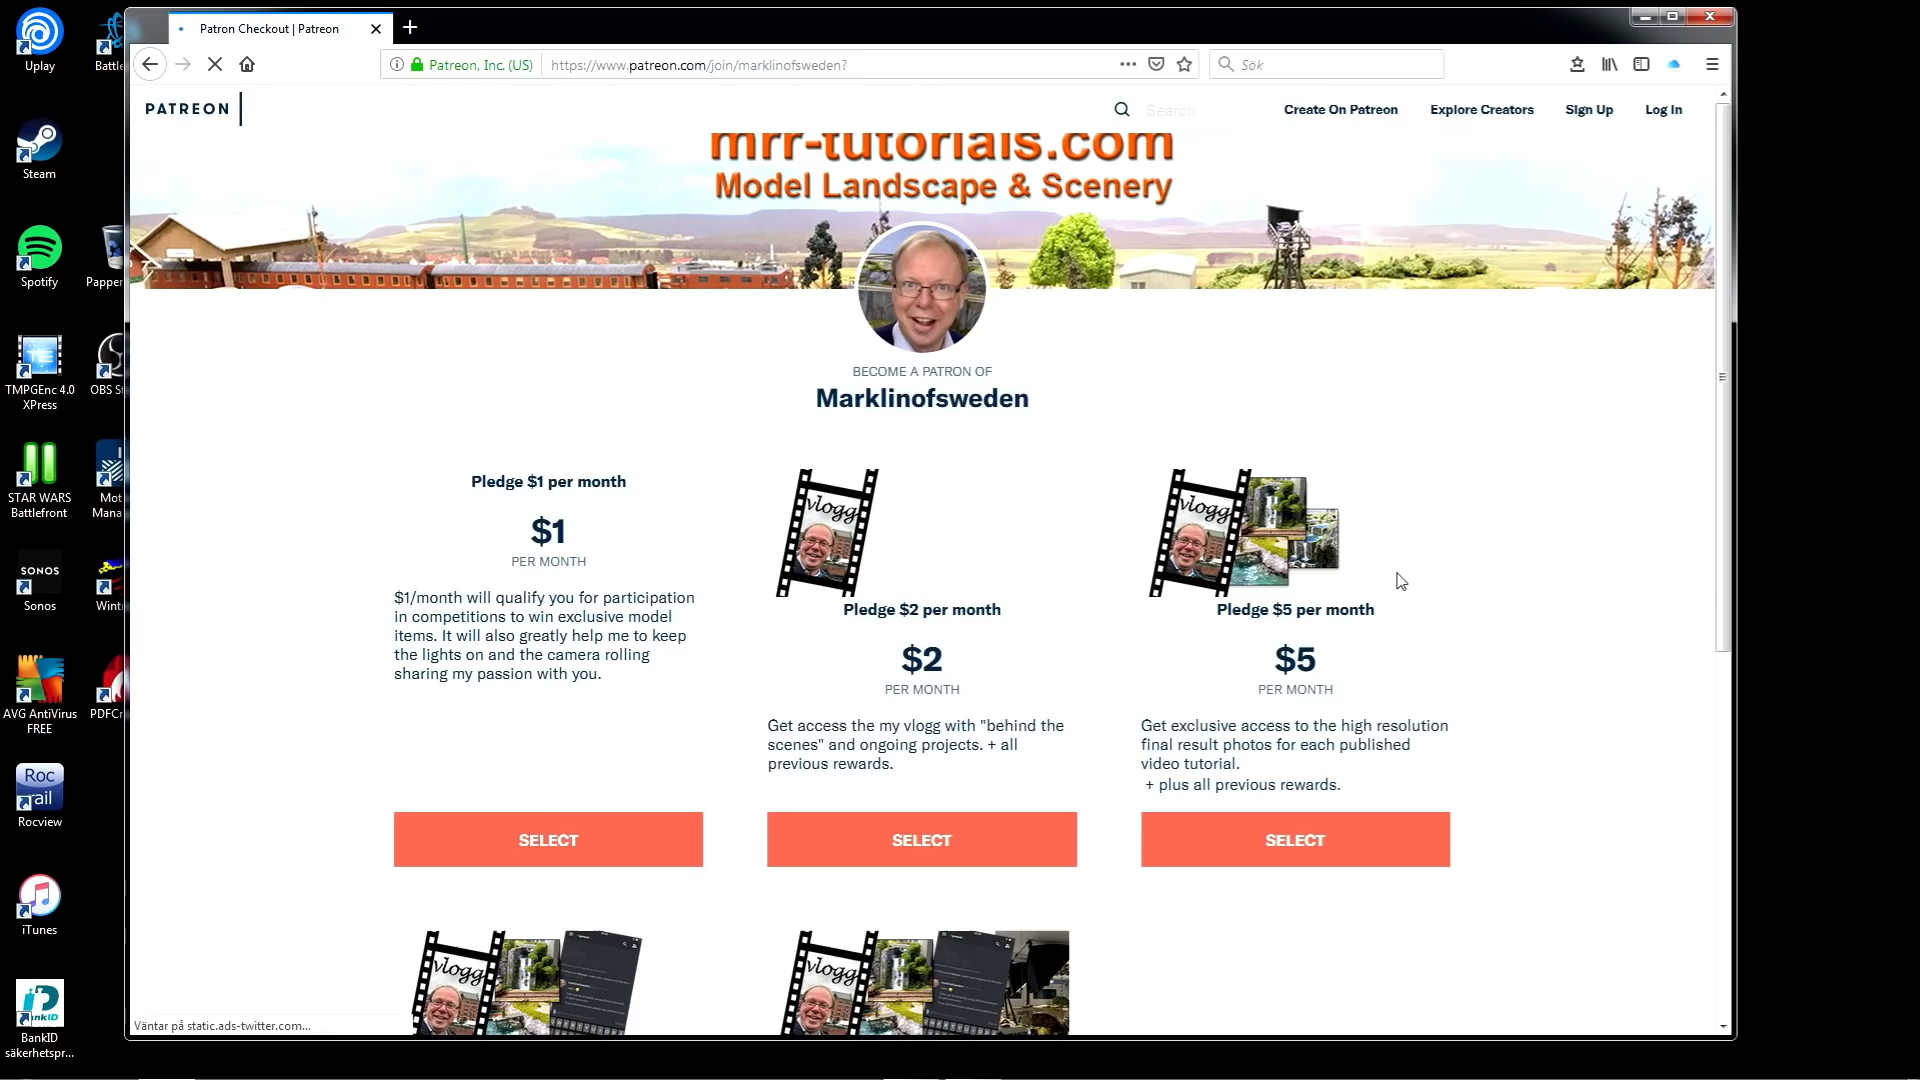 Patron Checkout | Patreon
Patreon, Inc. (US)
https://www.patreon.com/join/marklinofsweden?
Sök
PATREON
Search
Create On Patreon
Explore Creators
Sign Up
Log In
mrr-tutorials.com
Model Landscape & Scenery
BECOME A PATRON OF
Marklinofsweden
Pledge $1 per month
$1
PER MONTH
$1/month will qualify you for participation
in competitions to win exclusive model
items. It will also greatly help me to keep
the lights on and the camera rolling
sharing my passion with you.
SELECT
vlogg
Pledge $2 per month
$2
PER MONTH
Get access the my vlogg with "behind the
scenes" and ongoing projects. + all
previous rewards.
SELECT
vlogg
Pledge $5 per month
$5
PER MONTH
Get exclusive access to the high resolution
final result photos for each published
video tutorial.
+ plus all previous rewards.
SELECT
vlogg
vlogg
Väntar på static.ads-twitter.com...
Uplay
Battle
Steam
Spotify
Papper
TE
TMPGEnc 4.0
XPress
OBS St
STAR WARS
Battlefront
Mot
Mana
SONOS
Sonos
Wint
AVG AntiVirus
FREE
PDFCr
Roc
rail
Rocview
iTunes
BankID
BankID
säkerhetspr...